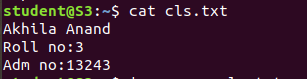 student@S3:~$ cat cls.txt
Akhila Anand
Roll no:3
Adm no:13243